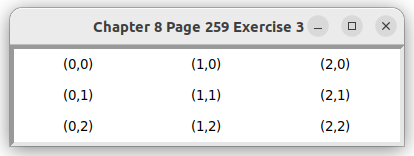 Chapter 8 Page 259 Exercise 3
(0,0) (1,0) (2,0)
(0,1) (1,1) (2,1)
(0,2) (1,2) (2,2)